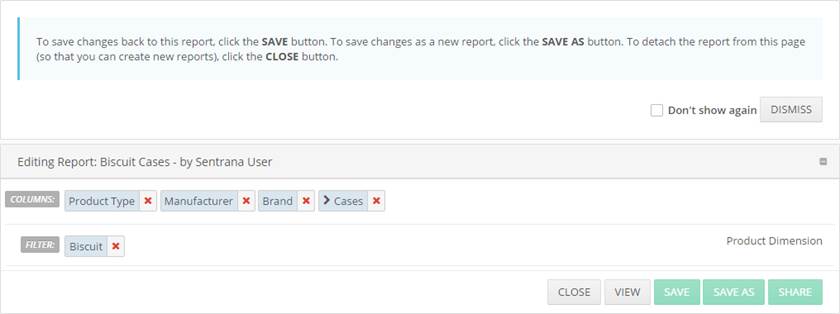 To save changes back to this report, click the SAVE button. To save changes as a new report, click the SAVE AS button. To detach the report from this page
(so that you can create new reports), click the CLOSE button.
Don't show again DISMISS
Editing Report: Biscuit Cases - by Sentrana User
COLUMNS: Product Type Manufacturer Brand Cases
FILTER: Biscuit Product Dimension
CLOSE VIEW SAVE SAVE AS SHARE